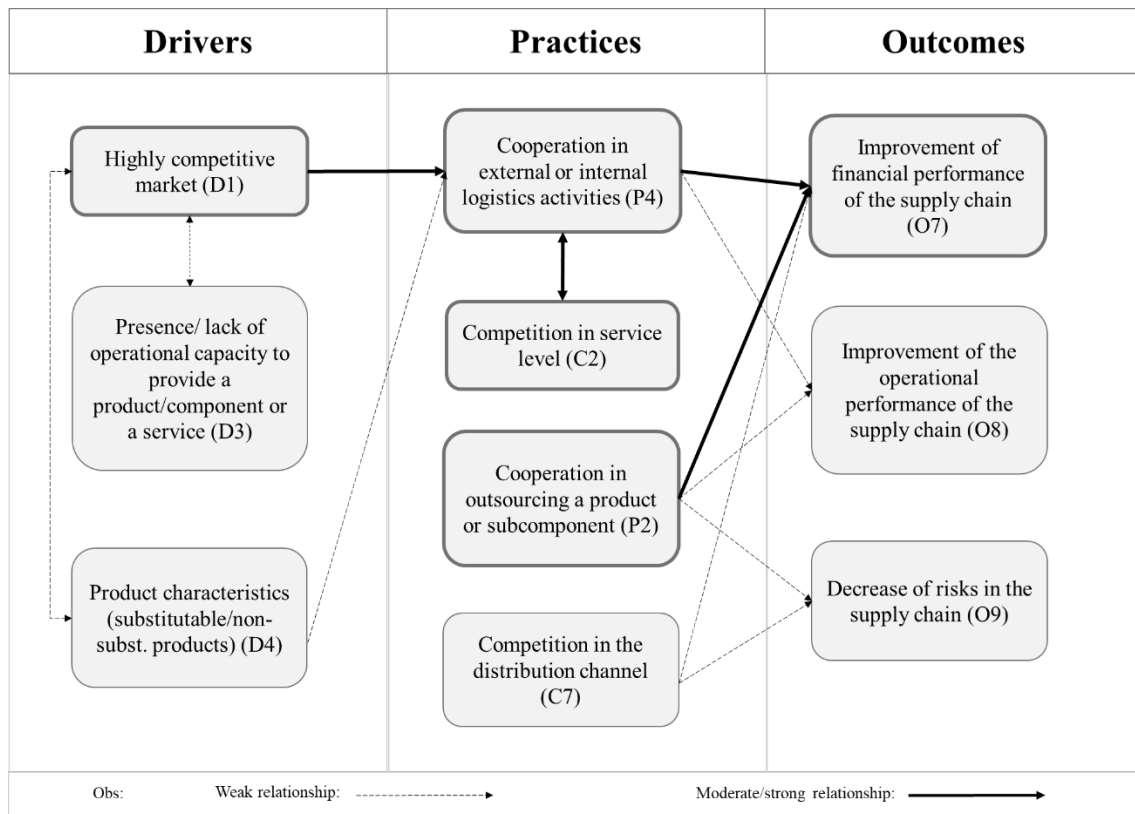 Drivers
Practices
Outcomes
Highly competitive
market (D1)
Presence/ lack of
operational capacity to
provide a
product/component or
a service (D3)
Product characteristics
(substitutable/non-
subst. products) (D4)
Cooperation in
external or internal
logistics activities (P4)
Competition in service
level (C2)
Cooperation in
outsourcing a product
or subcomponent (P2)
Competition in the
distribution channel
(C7)
Improvement of
financial performance
of the supply chain
(O7)
Improvement of the
operational
performance of the
supply chain (O8)
Decrease of risks in the
supply chain (O9)
Obs:
Weak relationship:
Moderate/strong relationship: